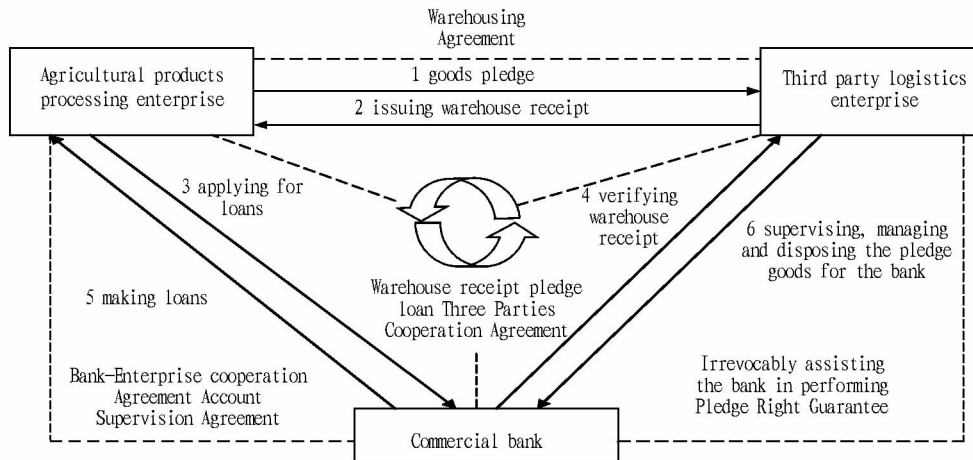 Warehousing
Agreement
Agricultural products
processing enterprise
1 goods pledge
2 issuing warehouse receipt
Third party logistics
enterprise
3 applying for
loans
4 verifying
warehouse
receipt
6 supervising, managing
and disposing the pledge
goods for the bank
5 making loans
Warehouse receipt pledge
loan Three Parties
Cooperation Agreement
Bank-Enterprise cooperation
Agreement Account
Supervision Agreement
Irrevocably assisting
the bank in performing
Pledge Right Guarantee
Commercial bank